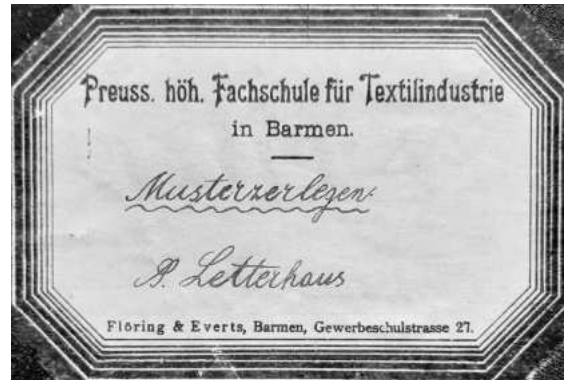 Preuss. höh. Fachschule für Textilindustrie
in Barmen.
Musterzerlegen.
B. Letterhaus
Flöring & Everts, Barmen, Gewerbeschulstrasse 27.